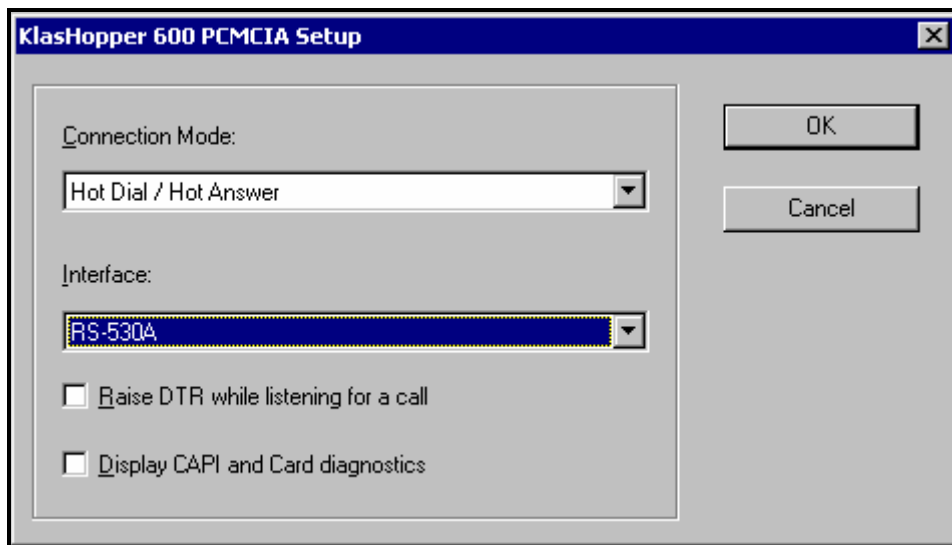 KlasHopper 600 PCMCIA Setup
Connection Mode:
Hot Dial / Hot Answer
Interface:
RS-530A
Raise DTR while listening for a call
Display CAPI and Card diagnostics
OK
Cancel